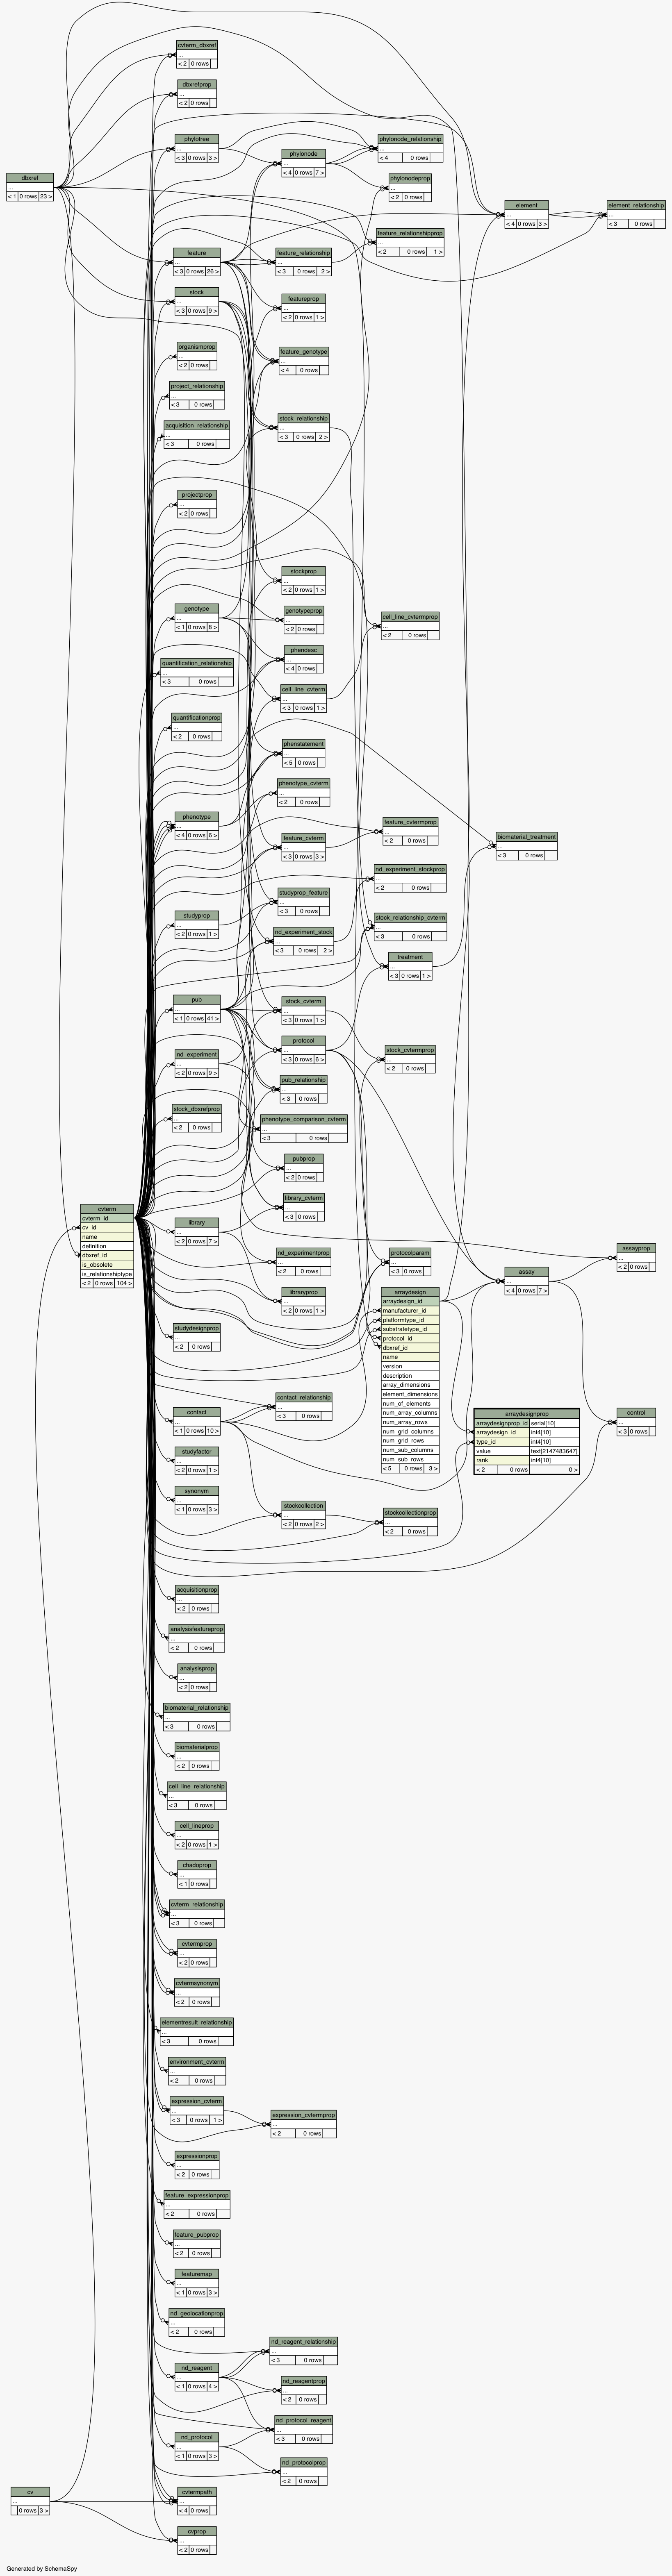 cvterm_dbxref
...
< 2 0 rows
dbxrefprop
...
< 2 0 rows
phylotree
...
< 3 0 rows 3 >
phylonode_relationship
...
< 4 0 rows
phylonode
...
< 4 0 rows 7 >
dbxref
...
< 1 0 rows 23 >
phylonodeprop
...
< 2 0 rows
element
...
< 4 0 rows 3 >
element_relationship
...
< 3 0 rows
feature_relationshipprop
...
< 2 0 rows 1 >
feature
...
< 3 0 rows 26 >
feature_relationship
...
< 3 0 rows 2 >
stock
...
< 3 0 rows 9 >
featureprop
...
< 2 0 rows 1 >
organismprop
...
< 2 0 rows
feature_genotype
...
< 4 0 rows
project_relationship
...
< 3 0 rows
acquisition_relationship
...
< 3 0 rows
stock_relationship
...
< 3 0 rows 2 >
projectprop
...
< 2 0 rows
stockprop
...
< 2 0 rows 1 >
genotype
...
< 1 0 rows 8 >
genotypeprop
...
< 2 0 rows
cell_line_cvtermprop
...
< 2 0 rows
phendesc
...
< 4 0 rows
quantification_relationship
...
< 3 0 rows
cell_line_cvterm
...
< 3 0 rows 1 >
quantificationprop
...
< 2 0 rows
phenstatement
...
< 5 0 rows
phenotype_cvterm
...
< 2 0 rows
phenotype
...
< 4 0 rows 6 >
feature_cvtermprop
...
< 2 0 rows
feature_cvterm
...
< 3 0 rows 3 >
biomaterial_treatment
...
< 3 0 rows
nd_experiment_stockprop
...
< 2 0 rows
studyprop_feature
...
< 3 0 rows
studyprop
...
< 2 0 rows 1 >
stock_relationship_cvterm
...
< 3 0 rows
nd_experiment_stock
...
< 3 0 rows 2 >
treatment
...
< 3 0 rows 1 >
pub
...
< 1 0 rows 41 >
stock_cvterm
...
< 3 0 rows 1 >
protocol
...
< 3 0 rows 6 >
stock_cvtermprop
...
< 2 0 rows
nd_experiment
...
< 2 0 rows 9 >
pub_relationship
...
< 3 0 rows
stock_dbxrefprop
...
< 2 0 rows
phenotype_comparison_cvterm
...
< 3 0 rows
pubprop
...
< 2 0 rows
library_cvterm
...
< 3 0 rows
cvterm
cvterm_id
cv_id
name
definition
dbxref_id
is_obsolete
is_relationshiptype
< 2 0 rows 104 >
library
...
< 2 0 rows 7 >
nd_experimentprop
...
< 2 0 rows
protocolparam
...
< 3 0 rows
assayprop
...
< 2 0 rows
assay
...
< 4 0 rows 7 >
libraryprop
...
< 2 0 rows 1 >
arraydesign
arraydesign_id
manufacturer_id
platformtype_id
substratetype_id
protocol_id
dbxref_id
name
version
description
array_dimensions
element_dimensions
num_of_elements
num_array_columns
num_array_rows
num_grid_columns
num_grid_rows
num_sub_columns
num_sub_rows
< 5 0 rows 3 >
studydesignprop
...
< 2 0 rows
contact_relationship
...
< 3 0 rows
contact
...
< 1 0 rows 10 >
arraydesignprop
arraydesignprop_id serial[10]
arraydesign_id int4[10]
type_id int4[10]
value text[2147483647]
rank int4[10]
< 2 0 rows 0 >
control
...
< 3 0 rows
studyfactor
...
< 2 0 rows 1 >
synonym
...
< 1 0 rows 3 >
stockcollection
...
< 2 0 rows 2 >
stockcollectionprop
...
< 2 0 rows
acquisitionprop
...
< 2 0 rows
analysisfeatureprop
...
< 2 0 rows
analysisprop
...
< 2 0 rows
biomaterial_relationship
...
< 3 0 rows
biomaterialprop
...
< 2 0 rows
cell_line_relationship
...
< 3 0 rows
cell_lineprop
...
< 2 0 rows 1 >
chadoprop
...
< 1 0 rows
cvterm_relationship
...
< 3 0 rows
cvtermprop
...
< 2 0 rows
cvtermsynonym
...
< 2 0 rows
elementresult_relationship
...
< 3 0 rows
environment_cvterm
...
< 2 0 rows
expression_cvterm
...
< 3 0 rows 1 >
expression_cvtermprop
...
< 2 0 rows
expressionprop
...
< 2 0 rows
feature_expressionprop
...
< 2 0 rows
feature_pubprop
...
< 2 0 rows
featuremap
...
< 1 0 rows 3 >
nd_geolocationprop
...
< 2 0 rows
nd_reagent_relationship
...
< 3 0 rows
nd_reagent
...
< 1 0 rows 4 >
nd_reagentprop
...
< 2 0 rows
nd_protocol_reagent
...
< 3 0 rows
nd_protocol
...
< 1 0 rows 3 >
nd_protocolprop
...
< 2 0 rows
cv
...
0 rows 3 >
cvtermpath
...
< 4 0 rows
cvprop
...
< 2 0 rows
Generated by SchemaSpy